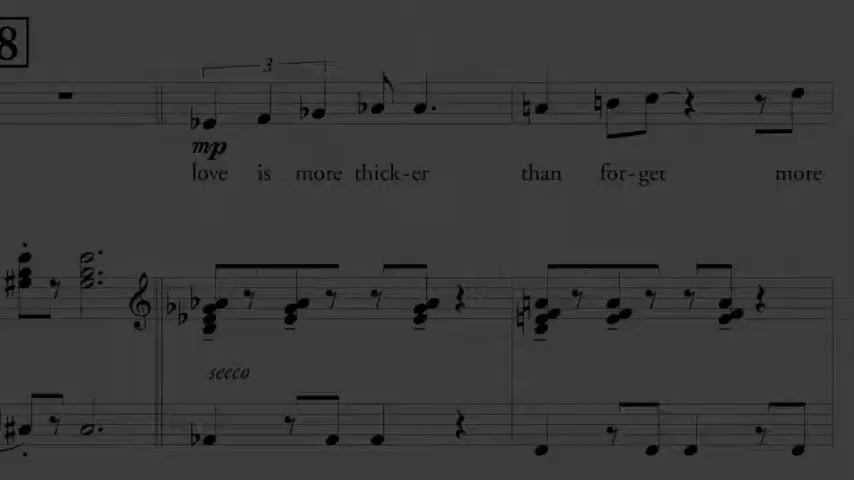 8
3
mp
love is more thick-er than for-get more
secco